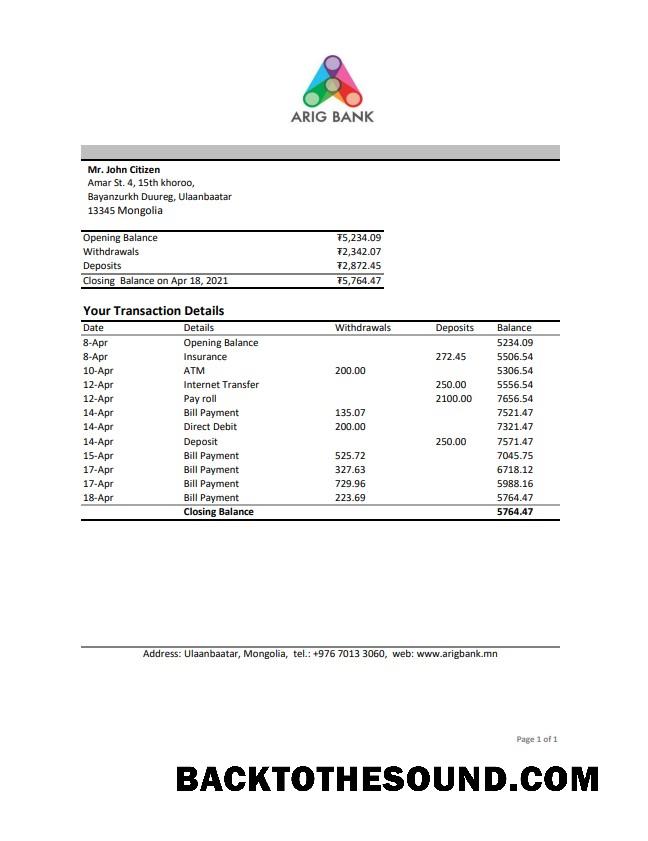 ARIG BANK
Mr. John Citizen
Amar St. 4, 15th khoroo,
Bayanzurkh Duureg, Ulaanbaatar
13345 Mongolia
Opening Balance ₮5,234.09
Withdrawals ₮2,342.07
Deposits ₮2,872.45
Closing Balance on Apr 18, 2021 ₮5,764.47
Your Transaction Details
Date Details Withdrawals Deposits Balance
8-Apr Opening Balance 5234.09
8-Apr Insurance 272.45 5506.54
10-Apr ATM 200.00 5306.54
12-Apr Internet Transfer 250.00 5556.54
12-Apr Pay roll 2100.00 7656.54
14-Apr Bill Payment 135.07 7521.47
14-Apr Direct Debit 200.00 7321.47
14-Apr Deposit 250.00 7571.47
15-Apr Bill Payment 525.72 7045.75
17-Apr Bill Payment 327.63 6718.12
17-Apr Bill Payment 729.96 5988.16
18-Apr Bill Payment 223.69 5764.47
Closing Balance 5764.47
Address: Ulaanbaatar, Mongolia, tel.: +976 7013 3060, web: www.arigbank.mn
Page 1 of 1
BACKTOTHESOUND.COM